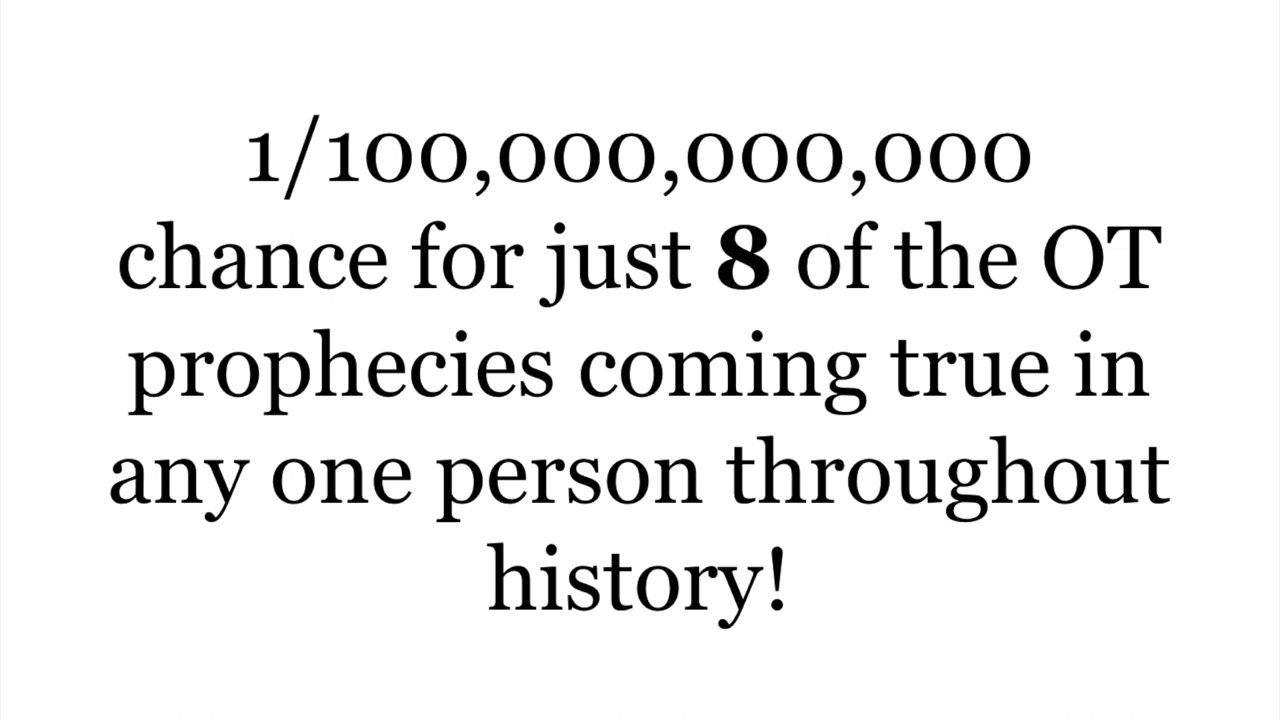 1/100,000,000,000
chance for just 8 of the OT
prophecies coming true in
any one person throughout
history!